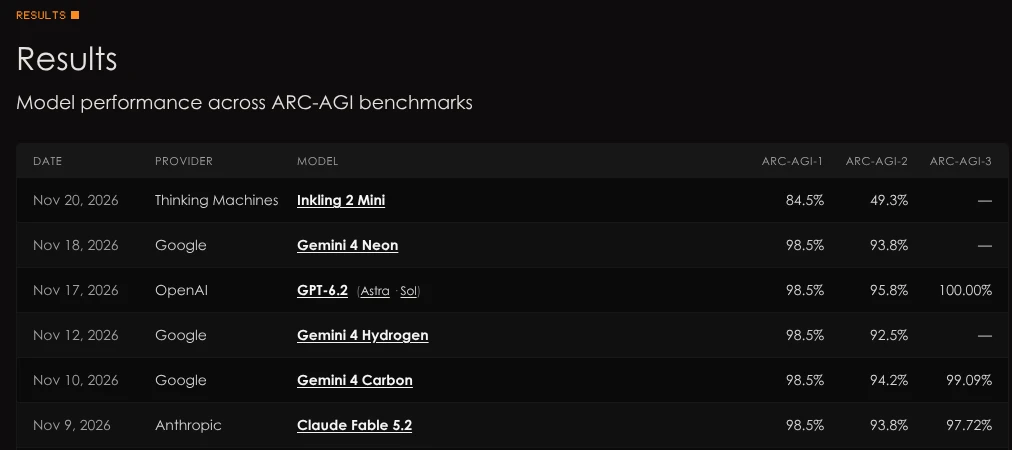 RESULTS
Results
Model performance across ARC-AGI benchmarks
DATE PROVIDER MODEL ARC-AGI-1 ARC-AGI-2 ARC-AGI-3
Nov 20, 2026 Thinking Machines Inkling 2 Mini 84.5% 49.3% —
Nov 18, 2026 Google Gemini 4 Neon 98.5% 93.8% —
Nov 17, 2026 OpenAI GPT-6.2 (Astra · Sol) 98.5% 95.8% 100.00%
Nov 12, 2026 Google Gemini 4 Hydrogen 98.5% 92.5% —
Nov 10, 2026 Google Gemini 4 Carbon 98.5% 94.2% 99.09%
Nov 9, 2026 Anthropic Claude Fable 5.2 98.5% 93.8% 97.72%